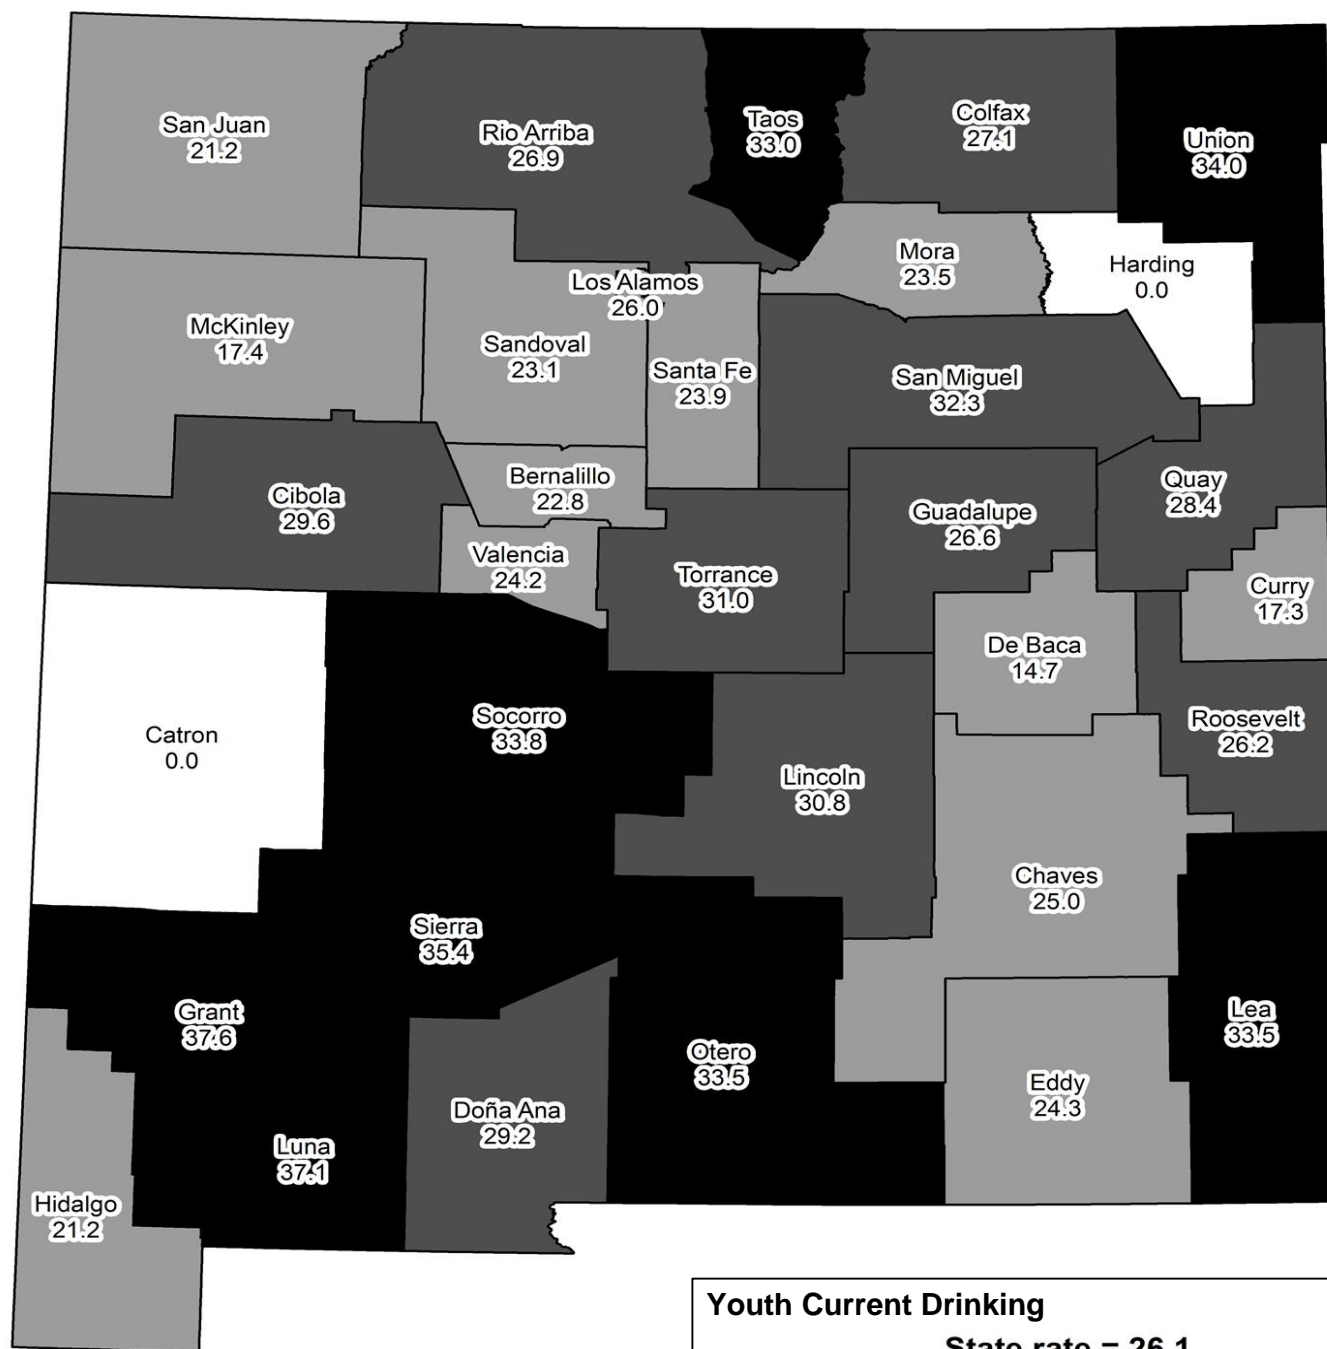 San Juan
21.2
Rio Arriba
26.9
Taos
33.0
Colfax
27.1
Union
34.0
Mora
23.5
Harding
0.0
Los Alamos
26.0
McKinley
17.4
Sandoval
23.1
Santa Fe
23.9
San Miguel
32.3
Cibola
29.6
Bernalillo
22.8
Quay
28.4
Guadalupe
26.6
Valencia
24.2
Torrance
31.0
Curry
17.3
De Baca
14.7
Catron
0.0
Socorro
33.8
Roosevelt
26.2
Lincoln
30.8
Chaves
25.0
Sierra
35.4
Grant
37.6
Lea
33.5
Otero
33.5
Eddy
24.3
Doña Ana
29.2
Luna
37.1
Hidalgo
21.2
Youth Current Drinking
State rate = 26.1